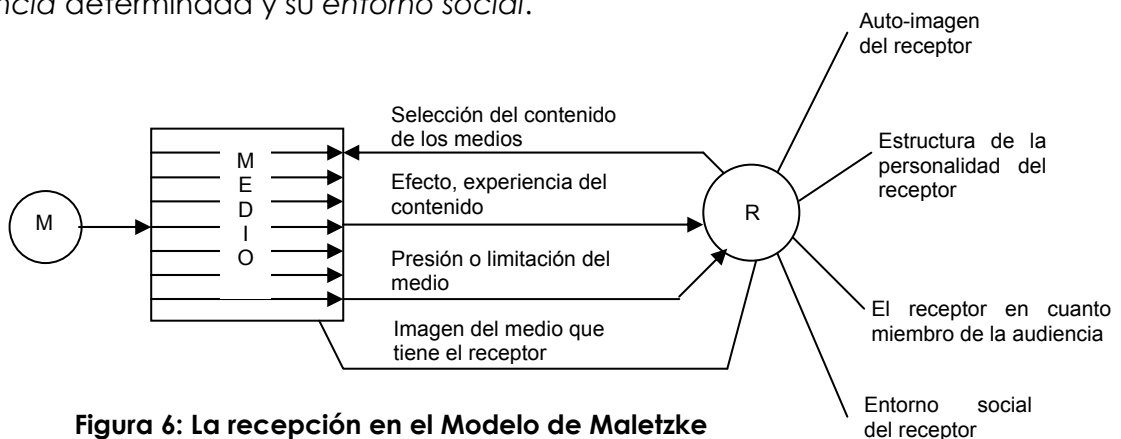 encia determinada y su entorno social.
Auto-imagen
del receptor
Selección del contenido
de los medios
Estructura de la
personalidad del
receptor
M
M
E
D
I
O
Efecto, experiencia del
contenido
R
Presión o limitación del
medio
El receptor en cuanto
miembro de la audiencia
Imagen del medio que
tiene el receptor
Entorno social
del receptor
Figura 6: La recepción en el Modelo de Maletzke